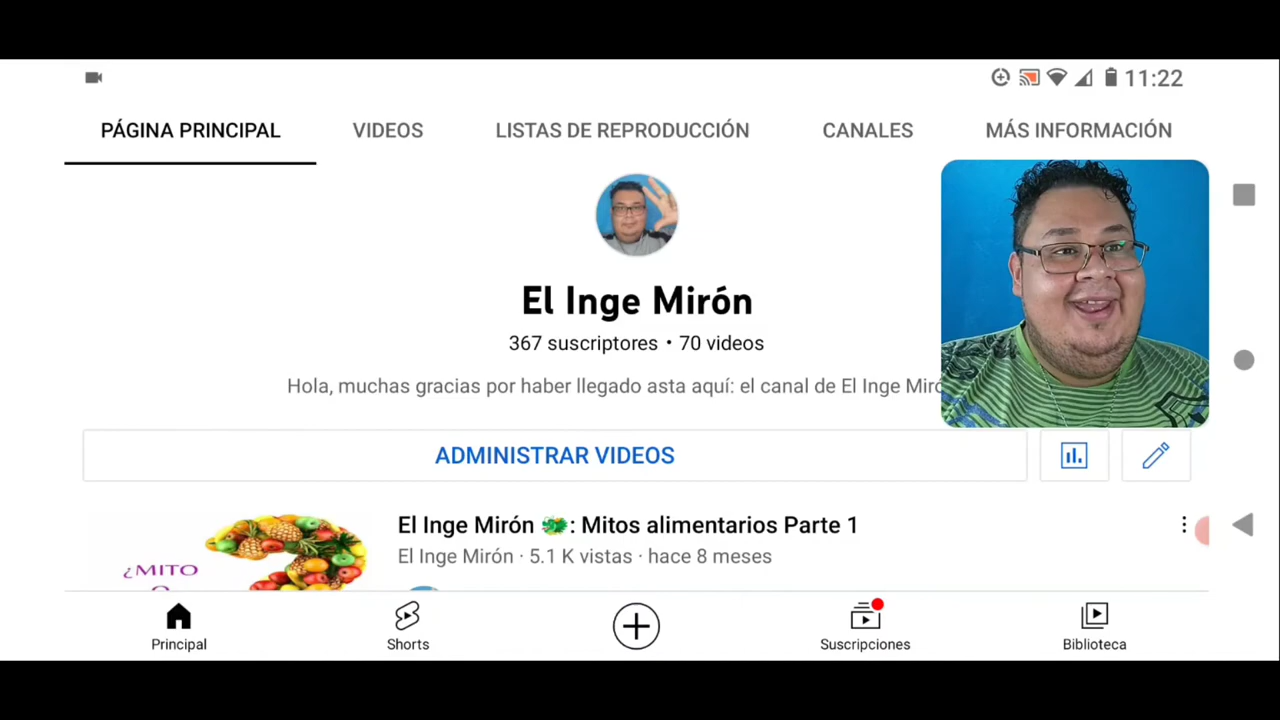 11:22
PÁGINA PRINCIPAL VIDEOS LISTAS DE REPRODUCCIÓN CANALES MÁS INFORMACIÓN
El Inge Mirón
367 suscriptores • 70 videos
Hola, muchas gracias por haber llegado asta aquí: el canal de El Inge
ADMINISTRAR VIDEOS
El Inge Mirón 🐲: Mitos alimentarios Parte 1
El Inge Mirón · 5.1 K vistas · hace 8 meses
¿MITO
Principal Shorts Suscripciones Biblioteca